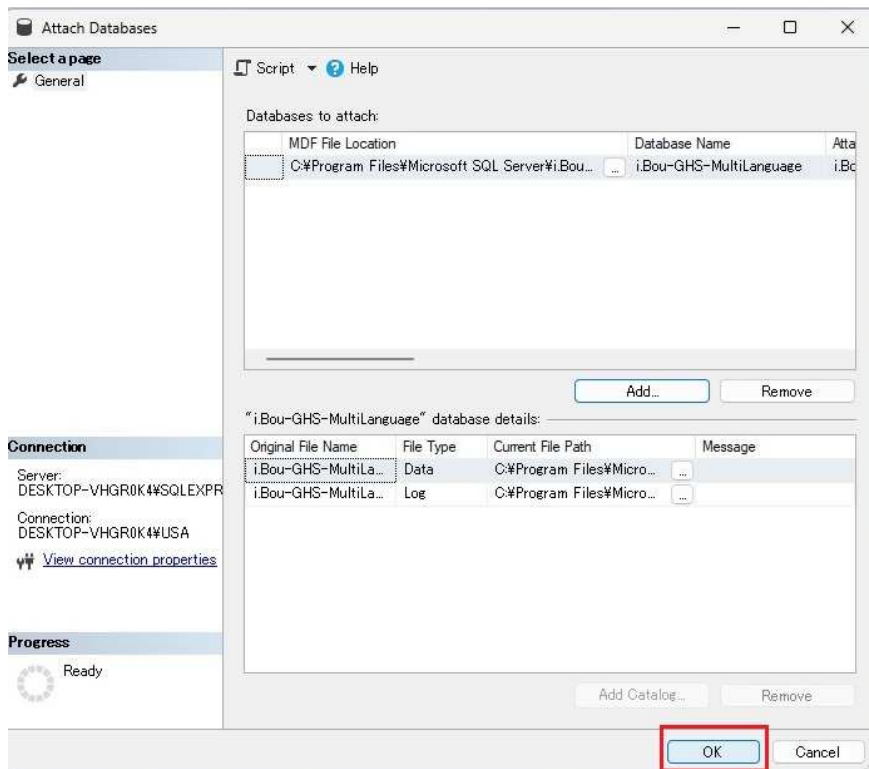 Attach Databases
Select a page
General
Script Help
Databases to attach:
MDF File Location Database Name Atta
C:¥Program Files¥Microsoft SQL Server¥i.Bou... ... i.Bou-GHS-MultiLanguage i.Bo
Add... Remove
"i.Bou-GHS-MultiLanguage" database details:
Original File Name File Type Current File Path Message
i.Bou-GHS-MultiLa... Data C:¥Program Files¥Micro... ...
i.Bou-GHS-MultiLa... Log C:¥Program Files¥Micro... ...
Connection
Server:
DESKTOP-VHGR0K4¥SQLEXPR
Connection:
DESKTOP-VHGR0K4¥USA
View connection properties
Progress
Ready
Add Catalog... Remove
OK Cancel